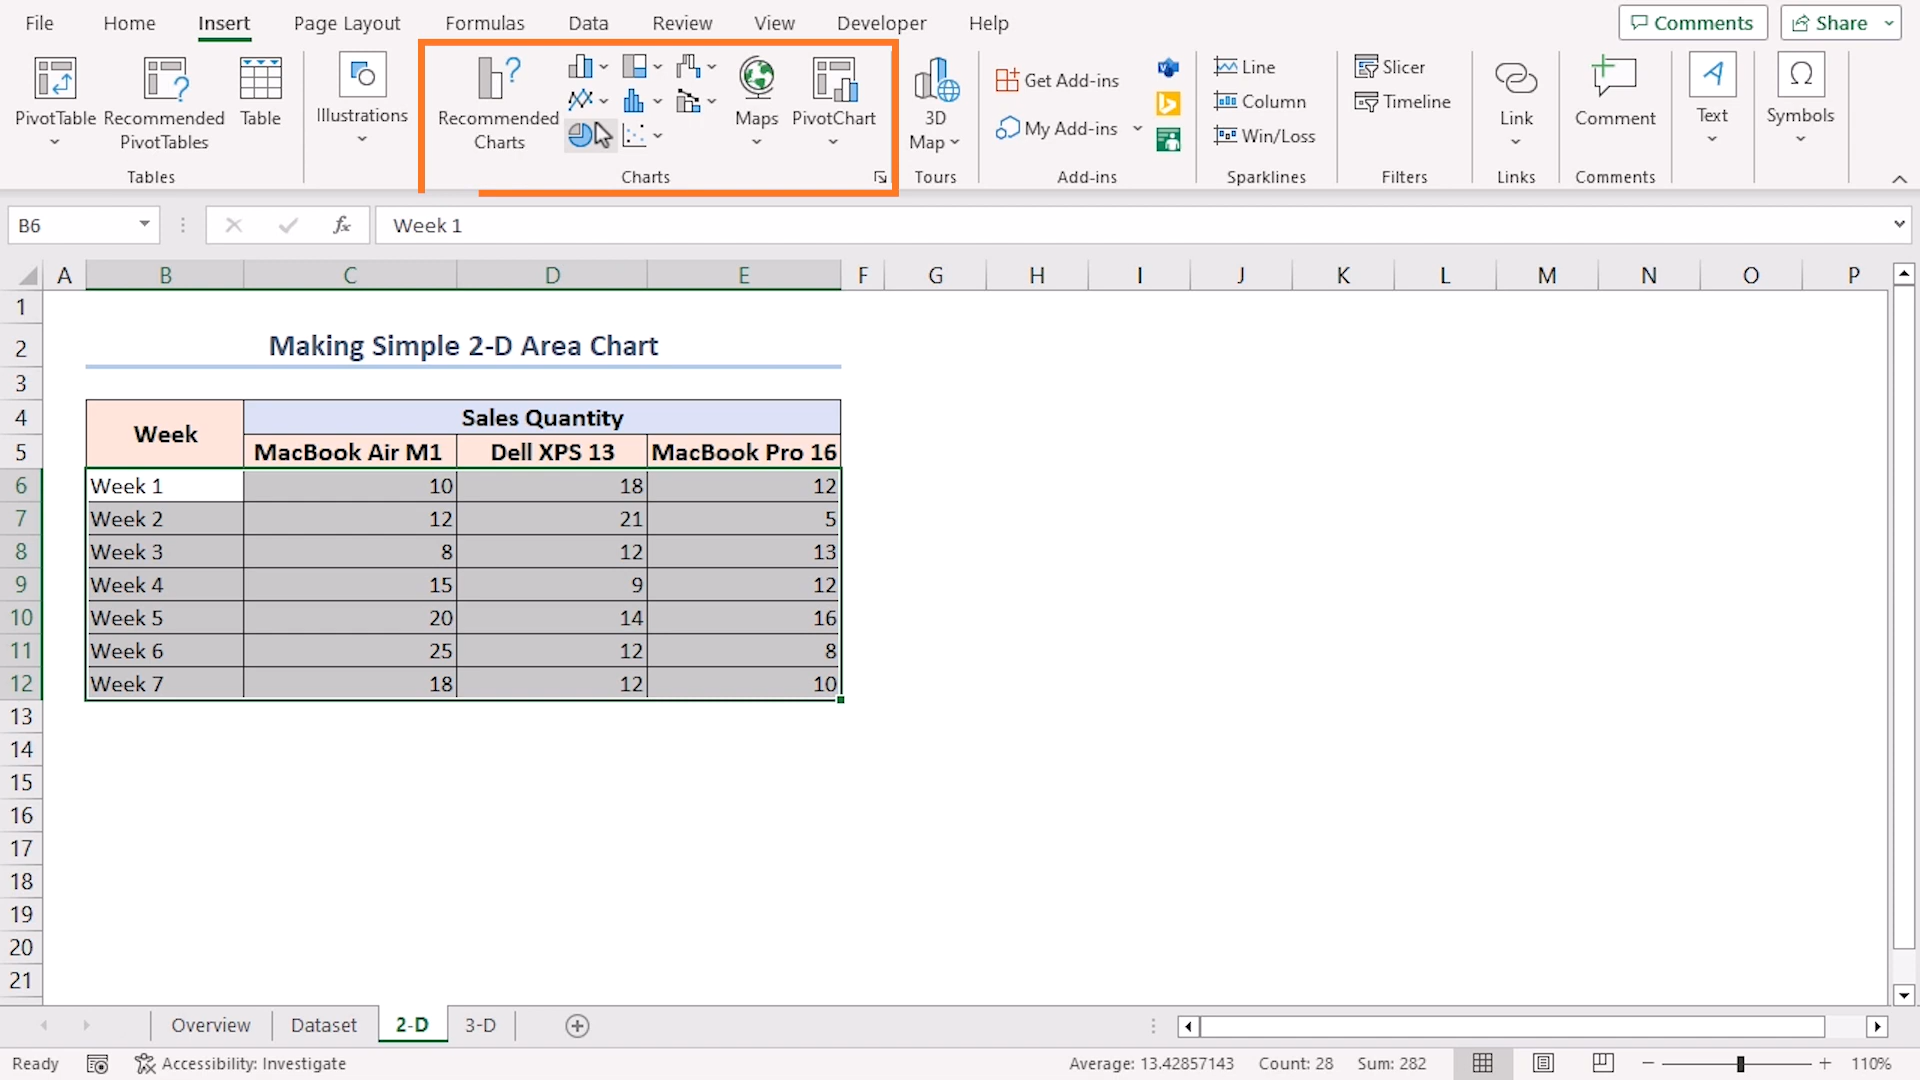 File Home Insert Page Layout Formulas Data Review View Developer Help Comments Share
PivotTable Recommended PivotTables Table
Tables
Illustrations
Recommended Charts Maps PivotChart
Charts
3D Map
Tours
Get Add-ins
My Add-ins
Add-ins
Line
Column
Win/Loss
Sparklines
Slicer
Timeline
Filters
Link
Links
Comment
Comments
Text
Symbols
B6 fx Week 1
A B C D E F G H I J K L M N O P
1
2 Making Simple 2-D Area Chart
3
4 Week Sales Quantity
5 MacBook Air M1 Dell XPS 13 MacBook Pro 16
6 Week 1 10 18 12
7 Week 2 12 21 5
8 Week 3 8 12 13
9 Week 4 15 9 12
10 Week 5 20 14 16
11 Week 6 25 12 8
12 Week 7 18 12 10
13
14
15
16
17
18
19
20
21
Overview Dataset 2-D 3-D
Ready Accessibility: Investigate Average: 13.42857143 Count: 28 Sum: 282 110%